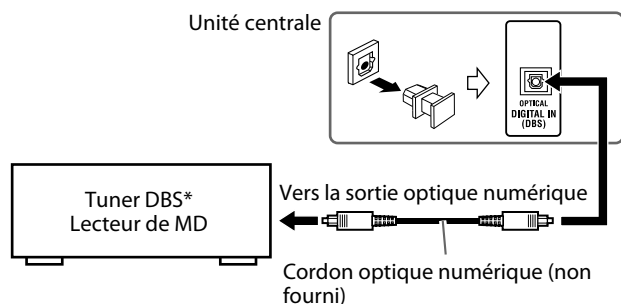 Unité centrale
OPTICAL
DIGITAL IN
(DBS)
Tuner DBS*
Lecteur de MD
Vers la sortie optique numérique
Cordon optique numérique (non
fourni)